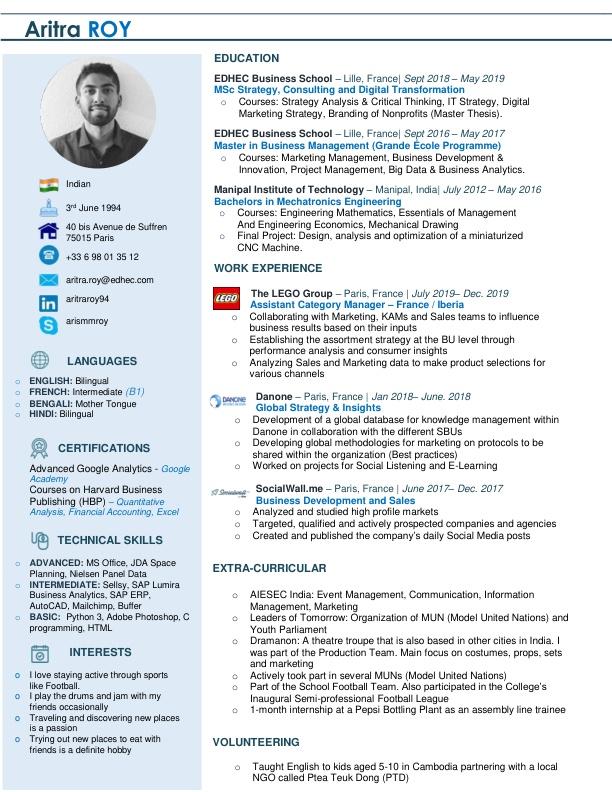 Aritra ROY
Indian
3rd June 1994
40 bis Avenue de Suffren
75015 Paris
+33 6 98 01 35 12
aritra.roy@edhec.com
aritraroy94
arismmroy
LANGUAGES
ENGLISH: Bilingual
FRENCH: Intermediate (B1)
BENGALI: Mother Tongue
HINDI: Bilingual
CERTIFICATIONS
Advanced Google Analytics - Google
Academy
Courses on Harvard Business
Publishing (HBP) – Quantitative
Analysis, Financial Accounting, Excel
TECHNICAL SKILLS
ADVANCED: MS Office, JDA Space
Planning, Nielsen Panel Data
INTERMEDIATE: Sellsy, SAP Lumira
Business Analytics, SAP ERP,
AutoCAD, Mailchimp, Buffer
BASIC: Python 3, Adobe Photoshop, C
programming, HTML
INTERESTS
I love staying active through sports
like Football.
I play the drums and jam with my
friends occasionally
Traveling and discovering new places
is a passion
Trying out new places to eat with
friends is a definite hobby
EDUCATION
EDHEC Business School – Lille, France| Sept 2018 – May 2019
MSc Strategy, Consulting and Digital Transformation
Courses: Strategy Analysis & Critical Thinking, IT Strategy, Digital
Marketing Strategy, Branding of Nonprofits (Master Thesis).
EDHEC Business School – Lille, France| Sept 2016 – May 2017
Master in Business Management (Grande École Programme)
Courses: Marketing Management, Business Development &
Innovation, Project Management, Big Data & Business Analytics.
Manipal Institute of Technology – Manipal, India| July 2012 – May 2016
Bachelors in Mechatronics Engineering
Courses: Engineering Mathematics, Essentials of Management
And Engineering Economics, Mechanical Drawing
Final Project: Design, analysis and optimization of a miniaturized
CNC Machine.
WORK EXPERIENCE
LEGO
The LEGO Group – Paris, France | July 2019– Dec. 2019
Assistant Category Manager – France / Iberia
Collaborating with Marketing, KAMs and Sales teams to influence
business results based on their inputs
Establishing the assortment strategy at the BU level through
performance analysis and consumer insights
Analyzing Sales and Marketing data to make product selections for
various channels
DANONE
Danone – Paris, France | Jan 2018– June. 2018
Global Strategy & Insights
Development of a global database for knowledge management within
Danone in collaboration with the different SBUs
Developing global methodologies for marketing on protocols to be
shared within the organization (Best practices)
Worked on projects for Social Listening and E-Learning
SocialWall.me – Paris, France | June 2017– Dec. 2017
Business Development and Sales
Analyzed and studied high profile markets
Targeted, qualified and actively prospected companies and agencies
Created and published the company's daily Social Media posts
EXTRA-CURRICULAR
AIESEC India: Event Management, Communication, Information
Management, Marketing
Leaders of Tomorrow: Organization of MUN (Model United Nations) and
Youth Parliament
Dramanon: A theatre troupe that is also based in other cities in India. I
was part of the Production Team. Main focus on costumes, props, sets
and marketing
Actively took part in several MUNs (Model United Nations)
Part of the School Football Team. Also participated in the College's
Inaugural Semi-professional Football League
1-month internship at a Pepsi Bottling Plant as an assembly line trainee
VOLUNTEERING
Taught English to kids aged 5-10 in Cambodia partnering with a local
NGO called Ptea Teuk Dong (PTD)